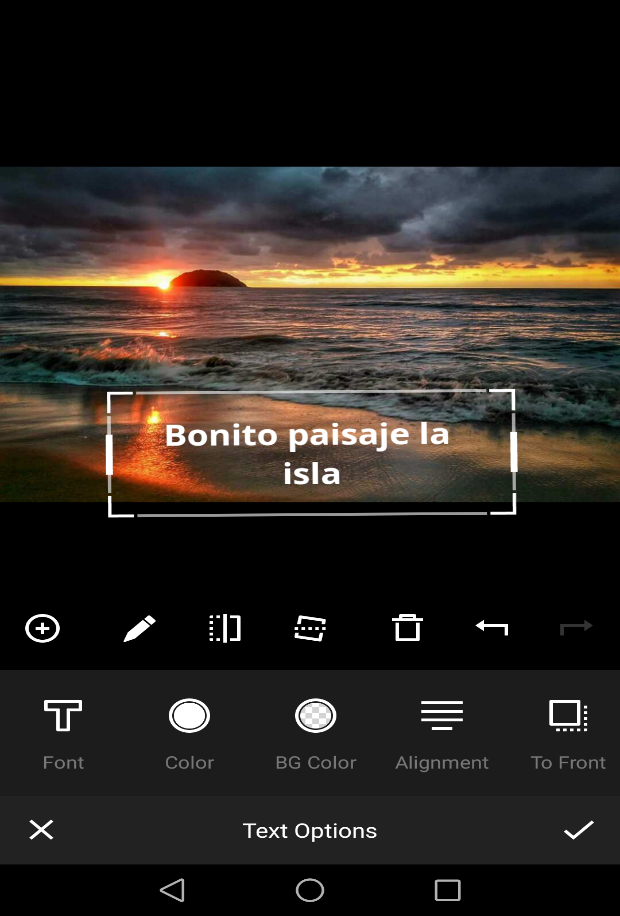 Bonito paisaje la
isla
Font Color BG Color Alignment To Front
Text Options